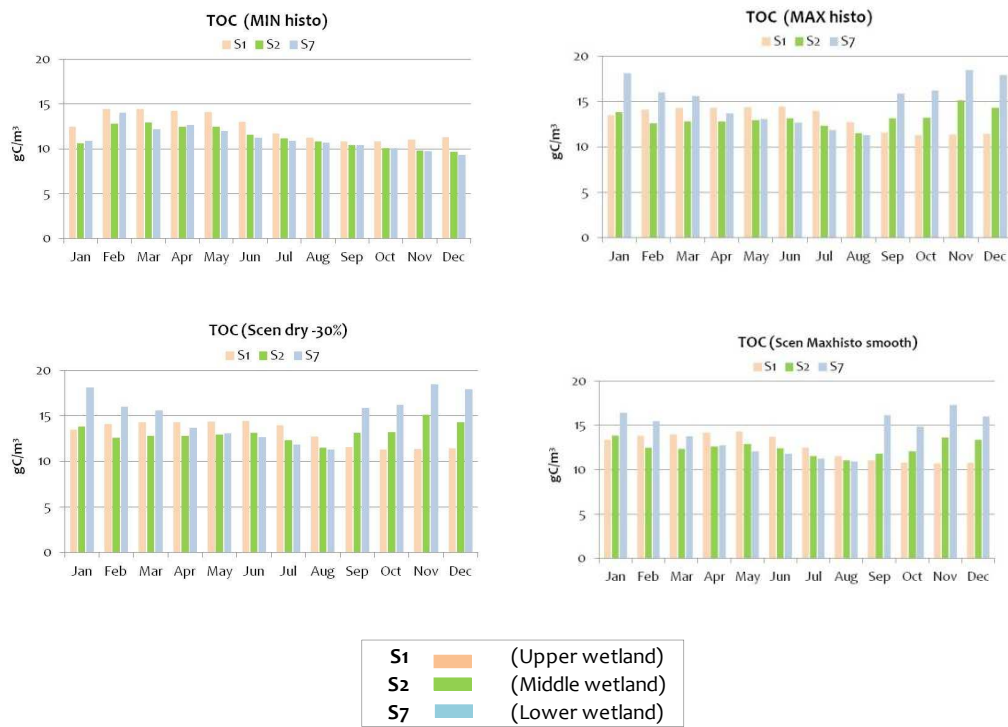 TOC (MIN histo)
S1 S2 S7
gC/m³
20
15
10
5
0
Jan Feb Mar Apr May Jun Jul Aug Sep Oct Nov Dec
TOC (MAX histo)
S1 S2 S7
gC/m³
20
15
10
5
0
Jan Feb Mar Apr May Jun Jul Aug Sep Oct Nov Dec
TOC (Scen dry -30%)
S1 S2 S7
gC/m³
20
15
10
5
0
Jan Feb Mar Apr May Jun Jul Aug Sep Oct Nov Dec
TOC (Scen Maxhisto smooth)
S1 S2 S7
gC/m³
20
15
10
5
0
Jan Feb Mar Apr May Jun Jul Aug Sep Oct Nov Dec
S1 (Upper wetland)
S2 (Middle wetland)
S7 (Lower wetland)